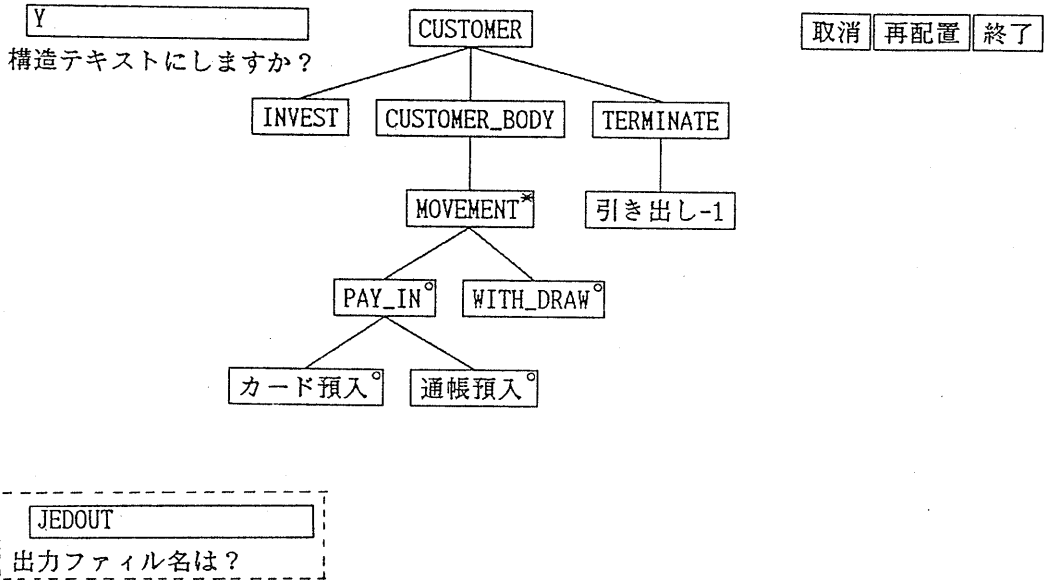 Y
構造テキストにしますか?
CUSTOMER
取消 再配置 終了
INVEST CUSTOMER_BODY TERMINATE
MOVEMENT* 引き出し-1
PAY_IN° WITH_DRAW°
カード預入° 通帳預入°
JEDOUT
出力ファィル名は?